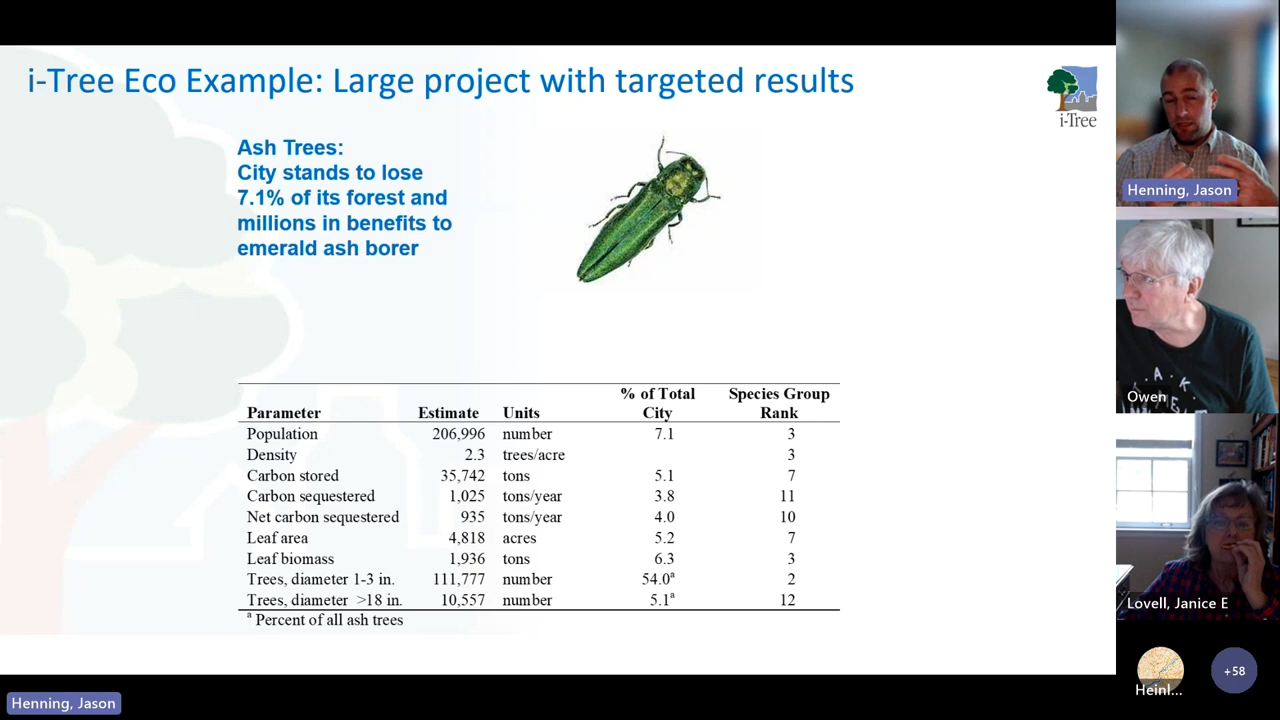 i-Tree Eco Example: Large project with targeted results
i-Tree
Ash Trees:
City stands to lose
7.1% of its forest and
millions in benefits to
emerald ash borer
Parameter Estimate Units % of Total City Species Group Rank
Population 206,996 number 7.1 3
Density 2.3 trees/acre 3
Carbon stored 35,742 tons 5.1 7
Carbon sequestered 1,025 tons/year 3.8 11
Net carbon sequestered 935 tons/year 4.0 10
Leaf area 4,818 acres 5.2 7
Leaf biomass 1,936 tons 6.3 3
Trees, diameter 1-3 in. 111,777 number 54.0ᵃ 2
Trees, diameter >18 in. 10,557 number 5.1ᵃ 12
ᵃ Percent of all ash trees
Henning, Jason
A.K
Owen
Lovell, Janice E
Heinl...
+58
Henning, Jason